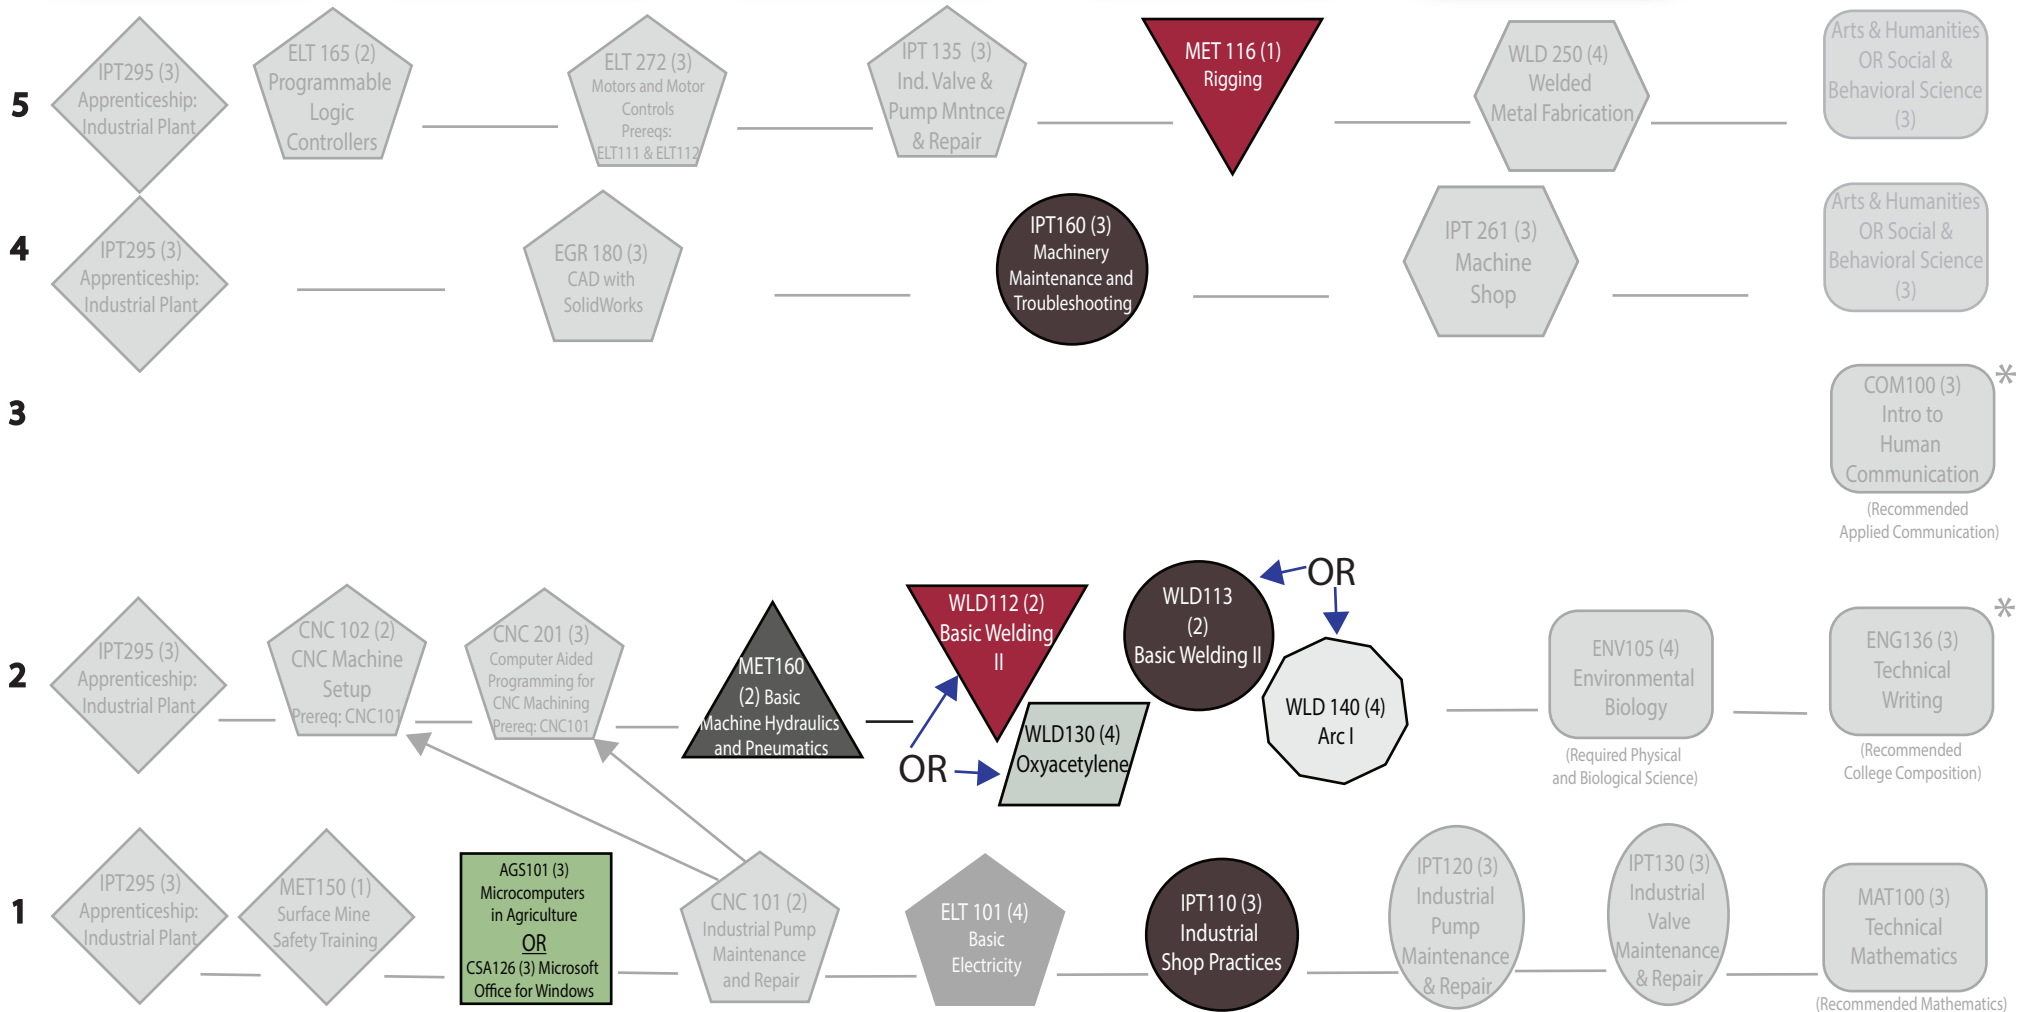 5
IPT295 (3)
Apprenticeship:
Industrial Plant
ELT 165 (2)
Programmable
Logic
Controllers
ELT 272 (3)
Motors and Motor
Controls
Prereqs:
ELT111 & ELT112
IPT 135 (3)
Ind. Valve &
Pump Mntnce
& Repair
MET 116 (1)
Rigging
WLD 250 (4)
Welded
Metal Fabrication
Arts & Humanities
OR Social &
Behavioral Science
(3)
4
IPT295 (3)
Apprenticeship:
Industrial Plant
EGR 180 (3)
CAD with
SolidWorks
IPT160 (3)
Machinery
Maintenance and
Troubleshooting
IPT 261 (3)
Machine
Shop
Arts & Humanities
OR Social &
Behavioral Science
(3)
3
COM100 (3)
Intro to
Human
Communication
*
(Recommended
Applied Communication)
2
IPT295 (3)
Apprenticeship:
Industrial Plant
CNC 102 (2)
CNC Machine
Setup
Prereq: CNC101
CNC 201 (3)
Computer Aided
Programming for
CNC Machining
Prereq: CNC101
MET160
(2) Basic
Machine Hydraulics
and Pneumatics
WLD112 (2)
Basic Welding
II
OR
WLD130 (4)
Oxyacetylene
WLD113
(2)
Basic Welding II
OR
WLD 140 (4)
Arc I
ENV105 (4)
Environmental
Biology
(Required Physical
and Biological Science)
ENG136 (3)
Technical
Writing
*
(Recommended
College Composition)
1
IPT295 (3)
Apprenticeship:
Industrial Plant
MET150 (1)
Surface Mine
Safety Training
AGS101 (3)
Microcomputers
in Agriculture
OR
CSA126 (3) Microsoft
Office for Windows
CNC 101 (2)
Industrial Pump
Maintenance
and Repair
ELT 101 (4)
Basic
Electricity
IPT110 (3)
Industrial
Shop Practices
IPT120 (3)
Industrial
Pump
Maintenance
& Repair
IPT130 (3)
Industrial
Valve
Maintenance
& Repair
MAT100 (3)
Technical
Mathematics
(Recommended Mathematics)